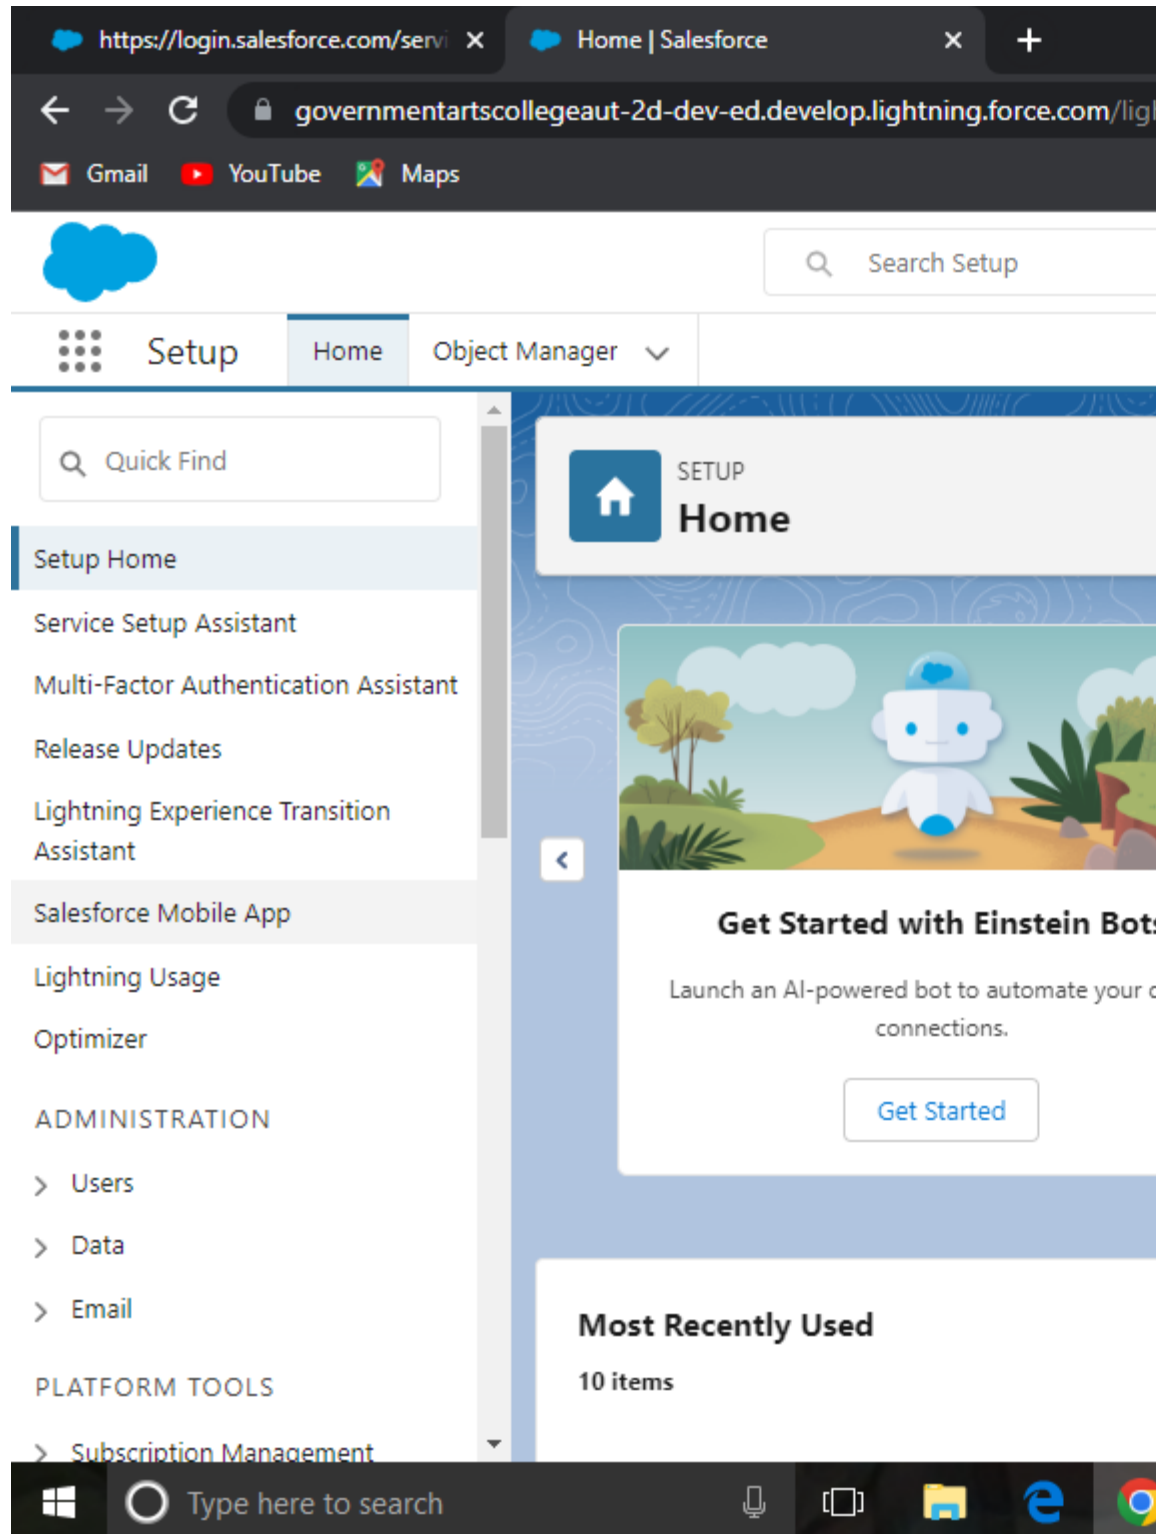 https://login.salesforce.com/servi
Home | Salesforce
governmentartscollegeaut-2d-dev-ed.develop.lightning.force.com/lig
Gmail
YouTube
Maps
Search Setup
Setup
Home
Object Manager
Quick Find
Setup Home
Service Setup Assistant
Multi-Factor Authentication Assistant
Release Updates
Lightning Experience Transition
Assistant
Salesforce Mobile App
Lightning Usage
Optimizer
ADMINISTRATION
Users
Data
Email
PLATFORM TOOLS
Subscription Management
SETUP
Home
Get Started with Einstein Bots
Launch an AI-powered bot to automate your
connections.
Get Started
Most Recently Used
10 items
Type here to search